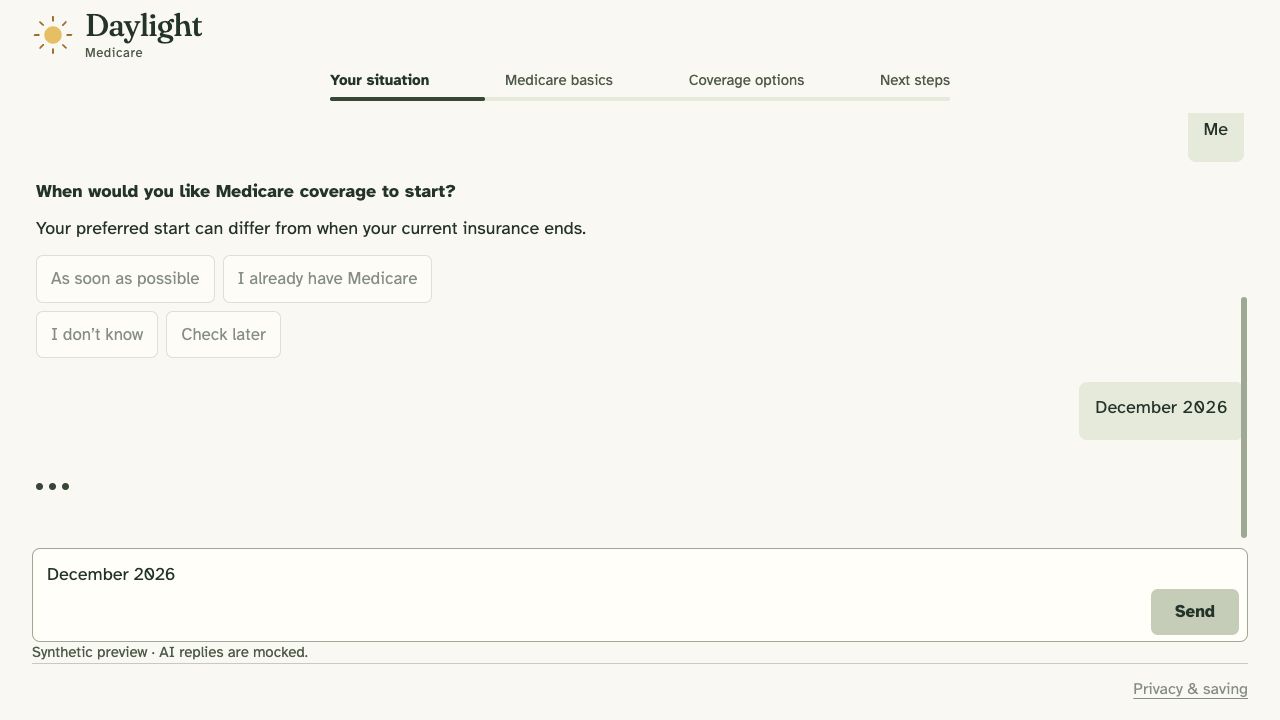 Daylight
Medicare
Your situation
Medicare basics
Coverage options
Next steps
Me
When would you like Medicare coverage to start?
Your preferred start can differ from when your current insurance ends.
As soon as possible
I already have Medicare
I don't know
Check later
December 2026
December 2026
Send
Synthetic preview · AI replies are mocked.
Privacy & saving